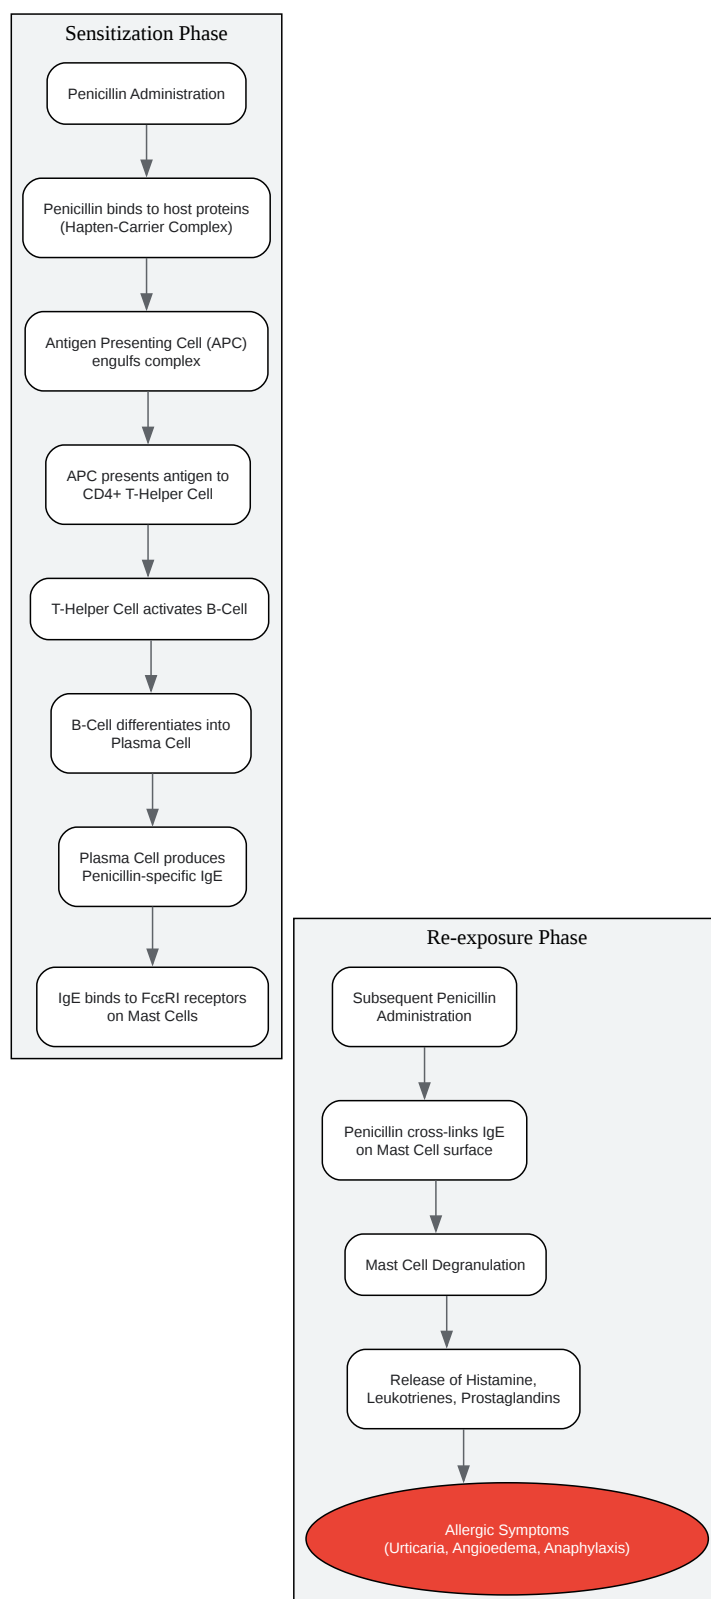 Sensitization Phase
Penicillin Administration
Penicillin binds to host proteins
(Hapten-Carrier Complex)
Antigen Presenting Cell (APC)
engulfs complex
APC presents antigen to
CD4+ T-Helper Cell
T-Helper Cell activates B-Cell
B-Cell differentiates into
Plasma Cell
Plasma Cell produces
Penicillin-specific IgE
IgE binds to FcεRI receptors
on Mast Cells
Re-exposure Phase
Subsequent Penicillin
Administration
Penicillin cross-links IgE
on Mast Cell surface
Mast Cell Degranulation
Release of Histamine,
Leukotrienes, Prostaglandins
Allergic Symptoms
(Urticaria, Angioedema, Anaphylaxis)